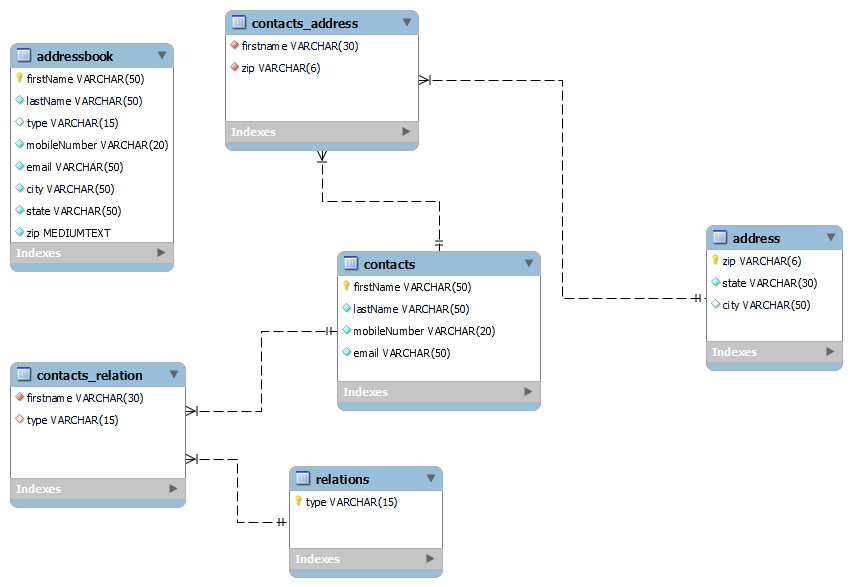 contacts_address
firstname VARCHAR(30)
zip VARCHAR(6)
Indexes
addressbook
firstName VARCHAR(50)
lastName VARCHAR(50)
type VARCHAR(15)
mobileNumber VARCHAR(20)
email VARCHAR(50)
city VARCHAR(50)
state VARCHAR(50)
zip MEDIUMTEXT
Indexes
address
zip VARCHAR(6)
state VARCHAR(30)
city VARCHAR(50)
Indexes
contacts
firstName VARCHAR(50)
lastName VARCHAR(50)
mobileNumber VARCHAR(20)
email VARCHAR(50)
Indexes
contacts_relation
firstname VARCHAR(30)
type VARCHAR(15)
Indexes
relations
type VARCHAR(15)
Indexes